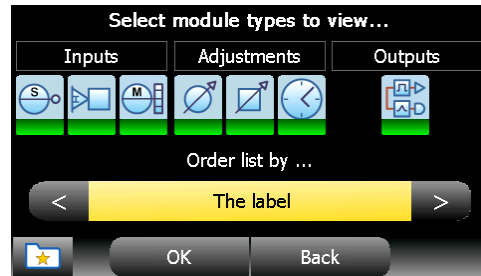 Select module types to view...
Inputs Adjustments Outputs
S M
Order list by ...
< The label >
OK Back